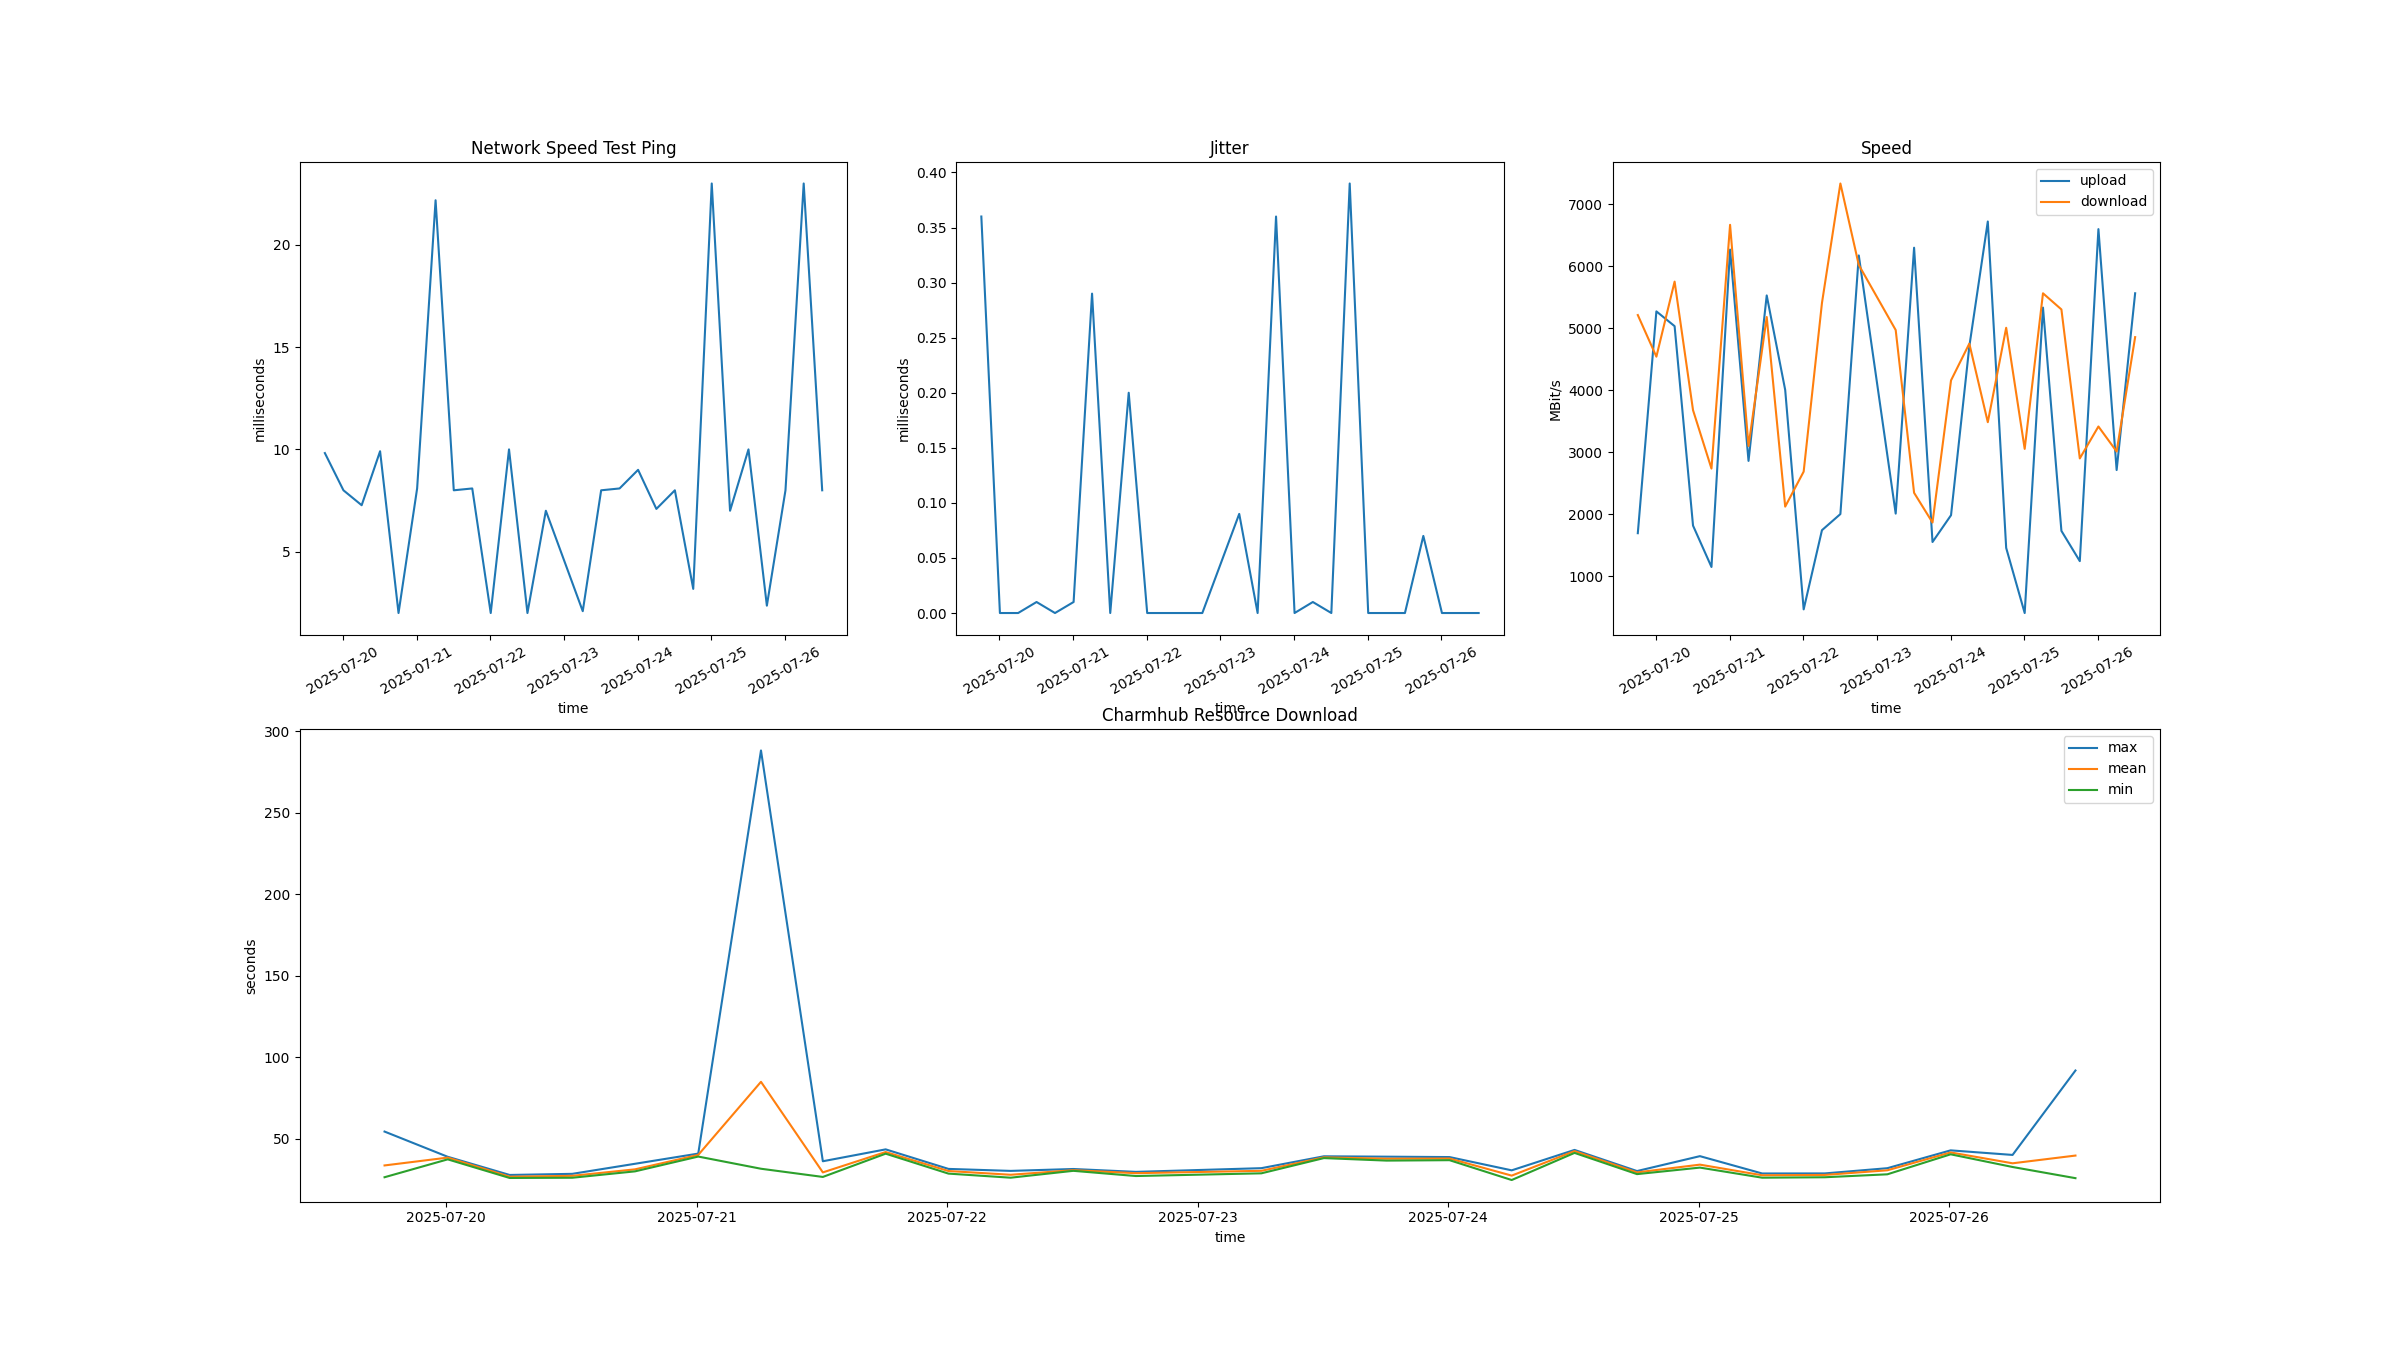 Network Speed Test Ping
milliseconds
20
15
10
5
2025-07-20 2025-07-21 2025-07-22 2025-07-23 2025-07-24 2025-07-25 2025-07-26
time
Jitter
milliseconds
0.40
0.35
0.30
0.25
0.20
0.15
0.10
0.05
0.00
2025-07-20 2025-07-21 2025-07-22 2025-07-23 2025-07-24 2025-07-25 2025-07-26
time
Speed
upload
download
MBit/s
7000
6000
5000
4000
3000
2000
1000
2025-07-20 2025-07-21 2025-07-22 2025-07-23 2025-07-24 2025-07-25 2025-07-26
time
Charmhub Resource Download
max
mean
min
seconds
300
250
200
150
100
50
2025-07-20 2025-07-21 2025-07-22 2025-07-23 2025-07-24 2025-07-25 2025-07-26
time